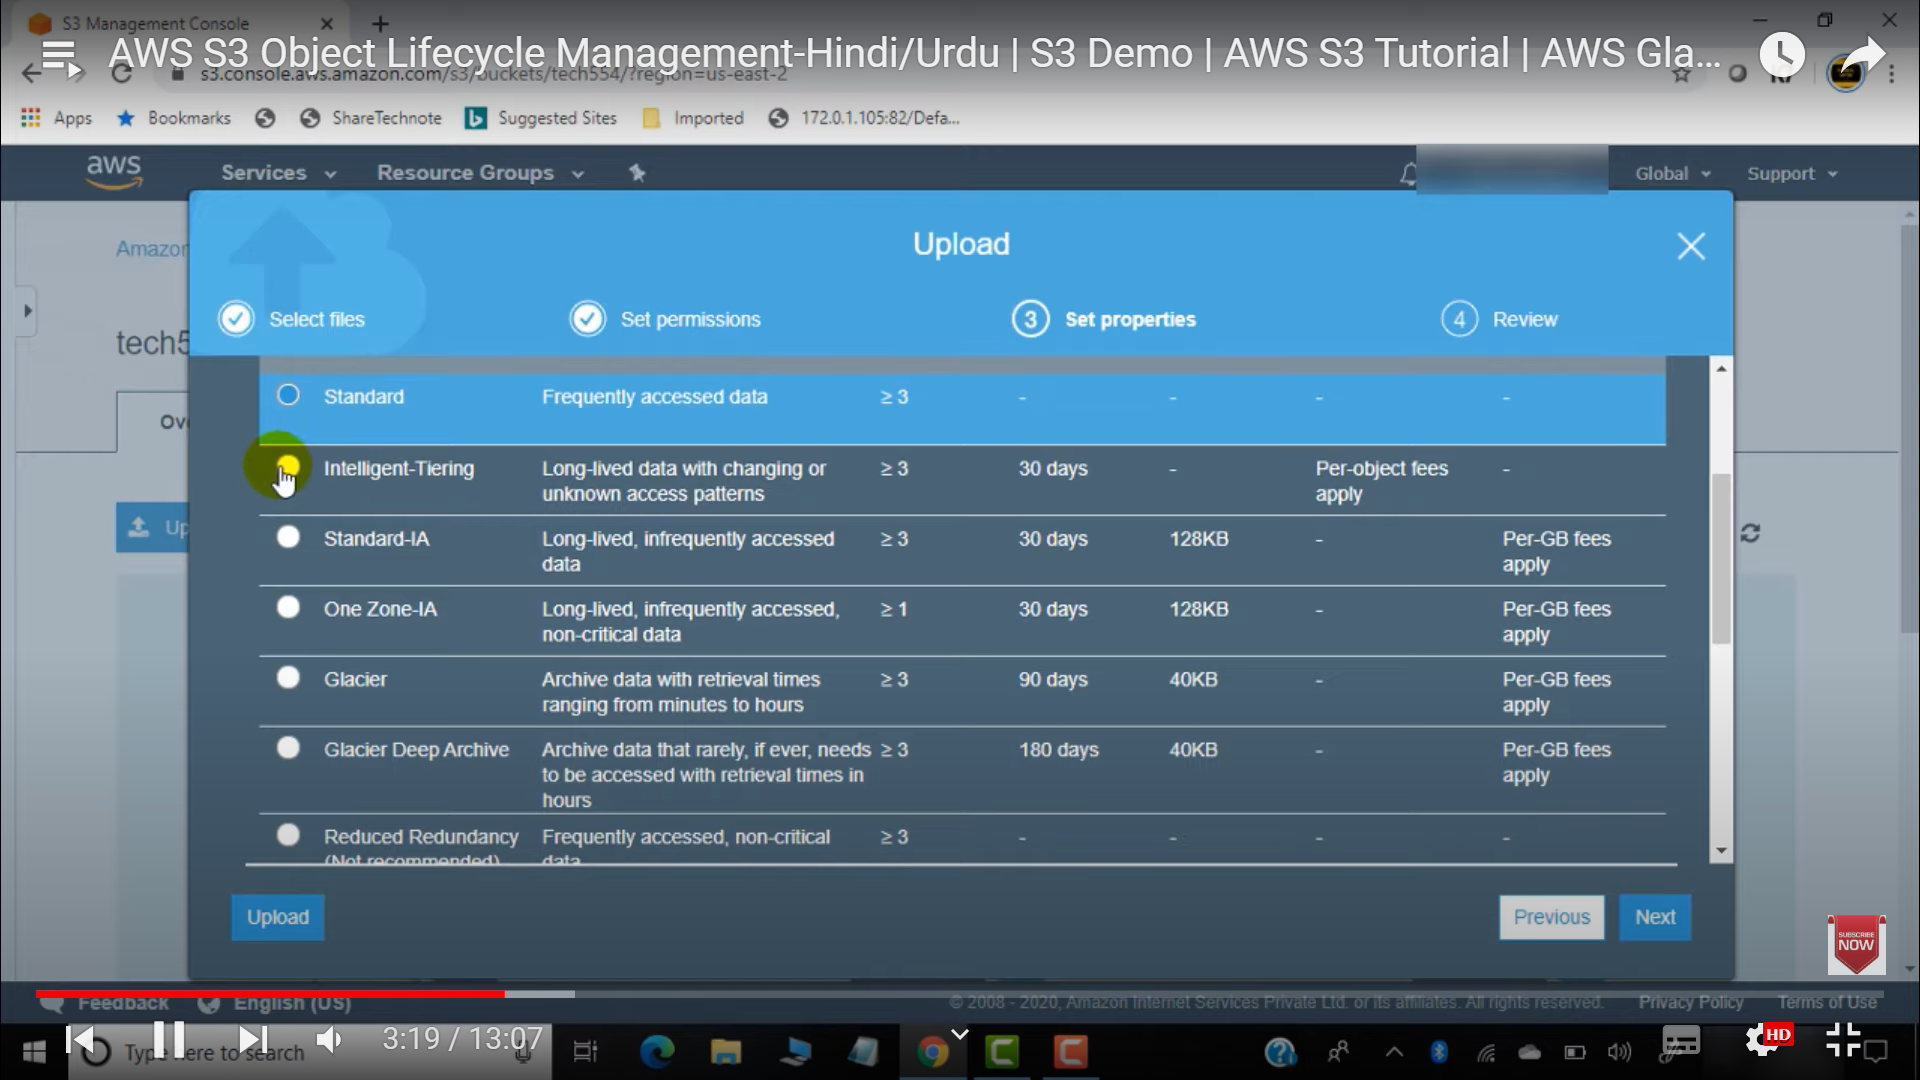 S3 Management Console
AWS S3 Object Lifecycle Management-Hindi/Urdu | S3 Demo | AWS S3 Tutorial | AWS Gla...
s3.console.aws.amazon.com/s3/buckets/tech554/?region=us-east-2
Apps Bookmarks ShareTechnote Suggested Sites Imported 172.0.1.105:82/Defa...
aws Services Resource Groups Global Support
Amazon
Upload
Select files Set permissions 3 Set properties 4 Review
tech5
Ov
Up
Standard Frequently accessed data ≥ 3 - - - -
Intelligent-Tiering Long-lived data with changing or ≥ 3 30 days - Per-object fees -
unknown access patterns apply
Standard-IA Long-lived, infrequently accessed ≥ 3 30 days 128KB - Per-GB fees
data apply
One Zone-IA Long-lived, infrequently accessed, ≥ 1 30 days 128KB - Per-GB fees
non-critical data apply
Glacier Archive data with retrieval times ≥ 3 90 days 40KB - Per-GB fees
ranging from minutes to hours apply
Glacier Deep Archive Archive data that rarely, if ever, needs ≥ 3 180 days 40KB - Per-GB fees
to be accessed with retrieval times in apply
hours
Reduced Redundancy Frequently accessed, non-critical ≥ 3 - - - -
(Not recommended) data
Upload Previous Next
SUBSCRIBE
NOW
Feedback English (US) © 2008 - 2020, Amazon Internet Services Private Ltd. or its affiliates. All rights reserved. Privacy Policy Terms of Use
Type here to search
3:19 / 13:07
HD